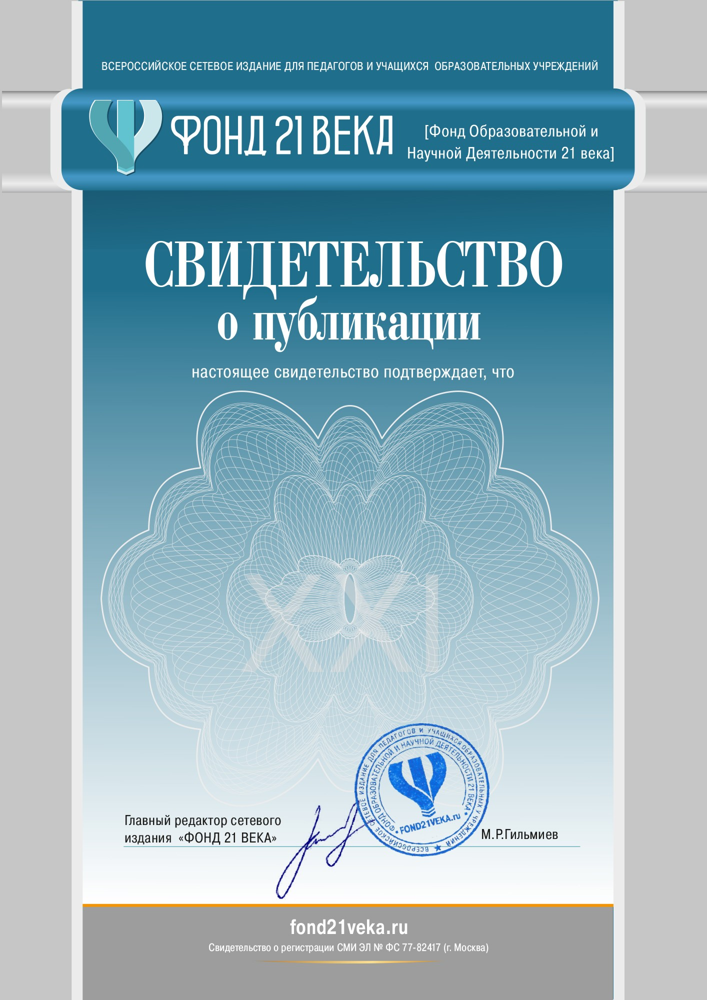 ВСЕРОССИЙСКОЕ СЕТЕВОЕ ИЗДАНИЕ ДЛЯ ПЕДАГОГОВ И УЧАЩИХСЯ ОБРАЗОВАТЕЛЬНЫХ УЧРЕЖДЕНИЙ
ФОНД 21 ВЕКА
[Фонд Образовательной и
Научной Деятельности 21 века]
СВИДЕТЕЛЬСТВО
о публикации
настоящее свидетельство подтверждает, что
XXI
ВСЕРОССИЙСКОЕ СЕТЕВОЕ ИЗДАНИЕ ДЛЯ ПЕДАГОГОВ И УЧАЩИХСЯ ОБРАЗОВАТЕЛЬНЫХ УЧРЕЖДЕНИЙ
ФОНД ОБРАЗОВАТЕЛЬНОЙ И НАУЧНОЙ ДЕЯТЕЛЬНОСТИ 21 ВЕКА
• FOND21VEKA.ru •
Главный редактор сетевого
издания «ФОНД 21 ВЕКА»
М.Р.Гильмиев
fond21veka.ru
Свидетельство о регистрации СМИ ЭЛ № ФС 77-82417 (г. Москва)